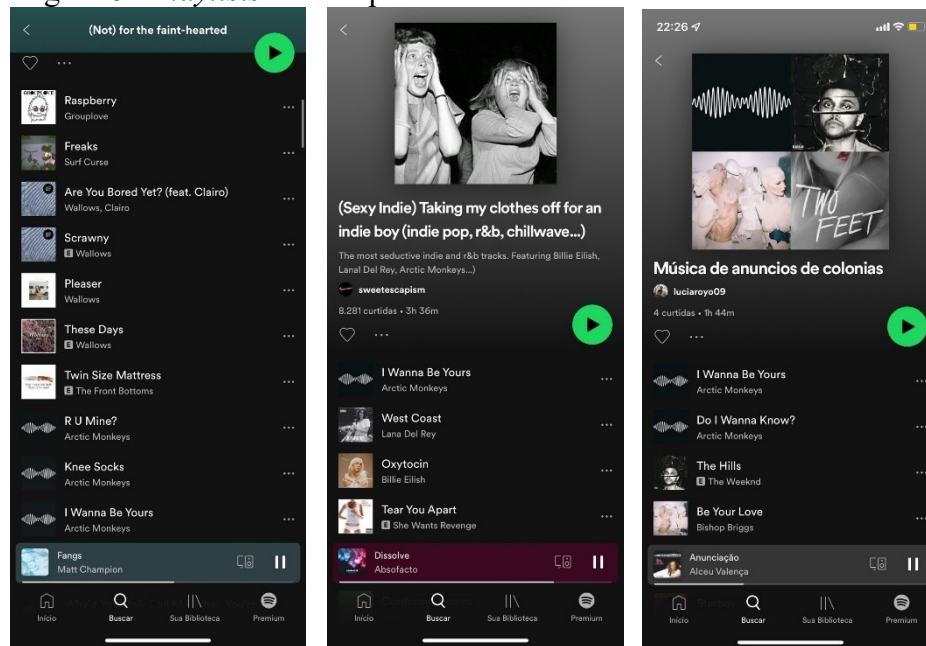 (Not) for the faint-hearted
Raspberry
Grouplove
Freaks
Surf Curse
Are You Bored Yet? (feat. Clairo)
Wallows, Clairo
Scrawny
E Wallows
Pleaser
Wallows
These Days
E Wallows
Twin Size Mattress
E The Front Bottoms
R U Mine?
Arctic Monkeys
Knee Socks
Arctic Monkeys
I Wanna Be Yours
Arctic Monkeys
Fangs
Matt Champion
Início
Buscar
Sua Biblioteca
Premium
(Sexy Indie) Taking my clothes off for an
indie boy (indie pop, r&b, chillwave...)
The most seductive indie and r&b tracks. Featuring Billie Eilish,
Lanal Del Rey, Arctic Monkeys...)
sweetescapism
8.281 curtidas • 3h 36m
I Wanna Be Yours
Arctic Monkeys
West Coast
Lana Del Rey
Oxytocin
Billie Eilish
Tear You Apart
E She Wants Revenge
Dissolve
Absofacto
Início
Buscar
Sua Biblioteca
Premium
22:26
TWO
FEET
Música de anuncios de colonias
luciaroyo09
4 curtidas • 1h 44m
I Wanna Be Yours
Arctic Monkeys
Do I Wanna Know?
Arctic Monkeys
The Hills
E The Weeknd
Be Your Love
Bishop Briggs
Anunciação
Alceu Valença
Início
Buscar
Sua Biblioteca
Premium